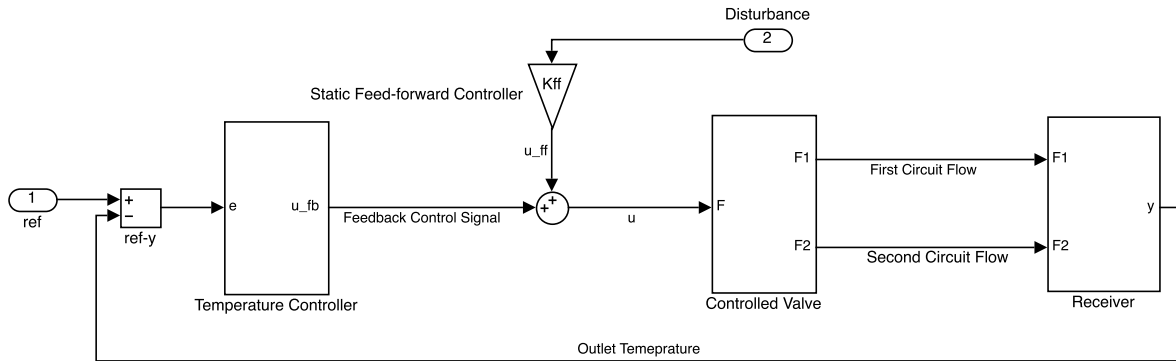 Disturbance
2
Kff
Static Feed-forward Controller
u_ff
1
ref
+
−
ref-y
e
u_fb
Temperature Controller
Feedback Control Signal
+
+
u
F
F1
F2
Controlled Valve
First Circuit Flow
Second Circuit Flow
F1
F2
y
Receiver
Outlet Temeprature